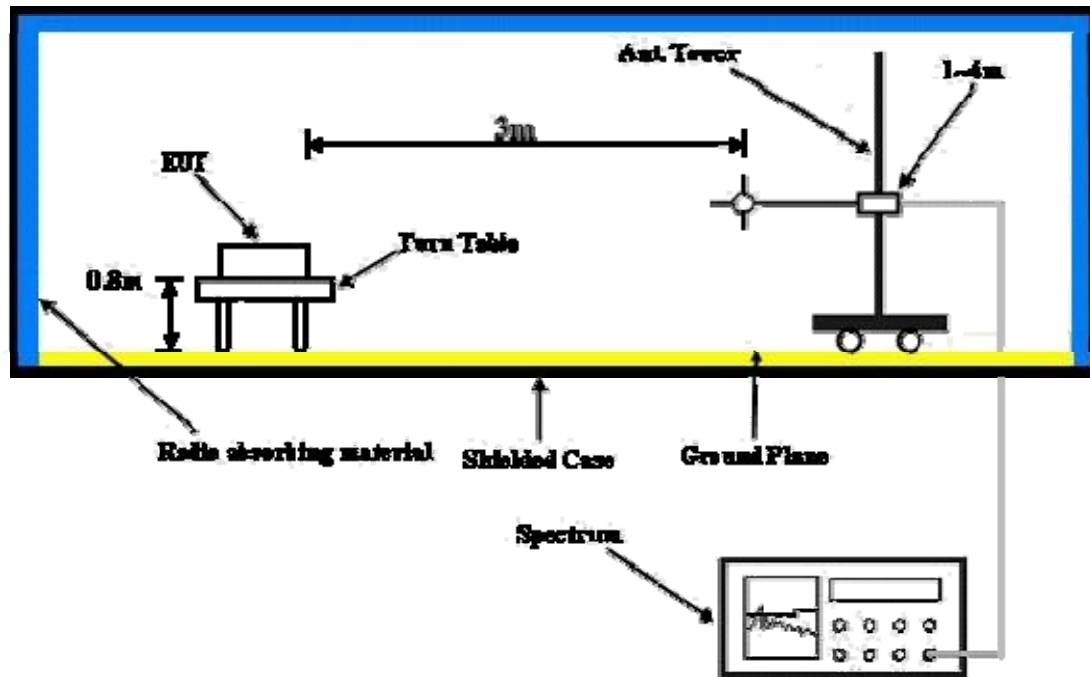 Ant. Tower
1-4m
3m
EUT
Turn Table
0.8m
Radio absorbing material
Shielded Case
Ground Plane
Spectrum